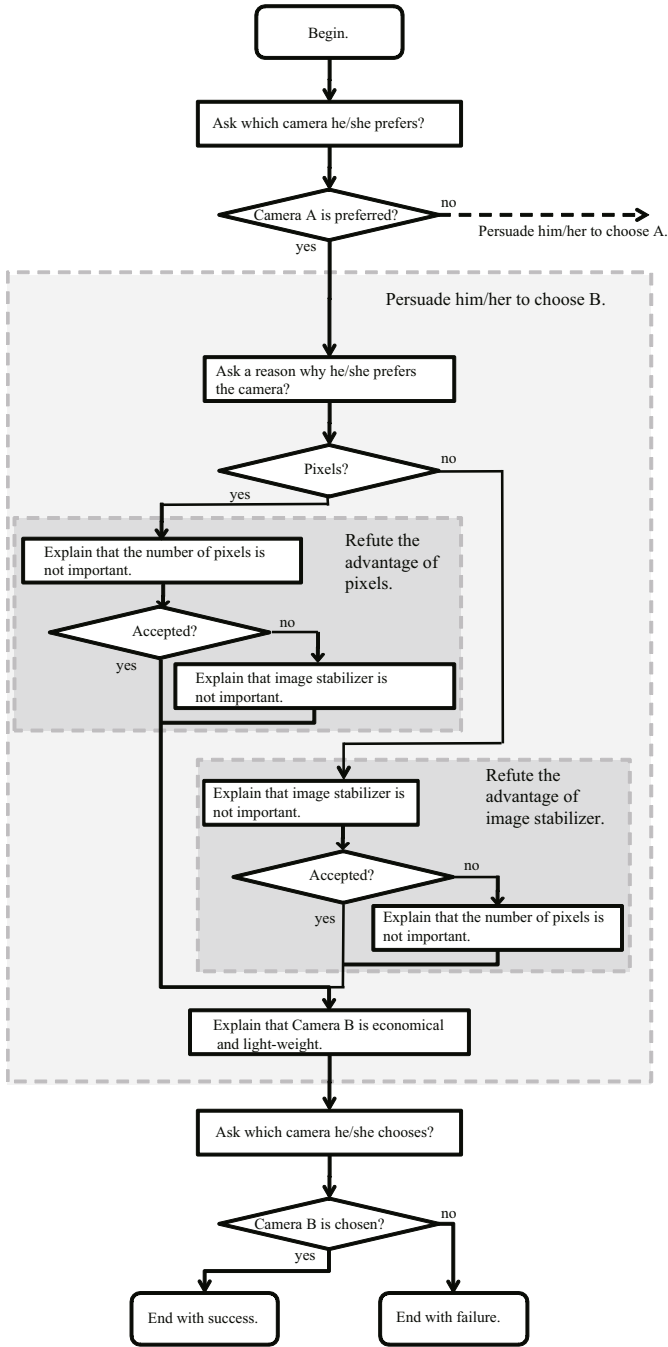 Begin.
Ask which camera he/she prefers?
Camera A is preferred?
no
Persuade him/her to choose A.
yes
Persuade him/her to choose B.
Ask a reason why he/she prefers
the camera?
Pixels?
no
yes
Refute the
advantage of
pixels.
Explain that the number of pixels is
not important.
Accepted?
no
yes
Explain that image stabilizer is
not important.
Refute the
advantage of
image stabilizer.
Explain that image stabilizer is
not important.
Accepted?
no
yes
Explain that the number of pixels is
not important.
Explain that Camera B is economical
and light-weight.
Ask which camera he/she chooses?
Camera B is chosen?
no
yes
End with success.
End with failure.